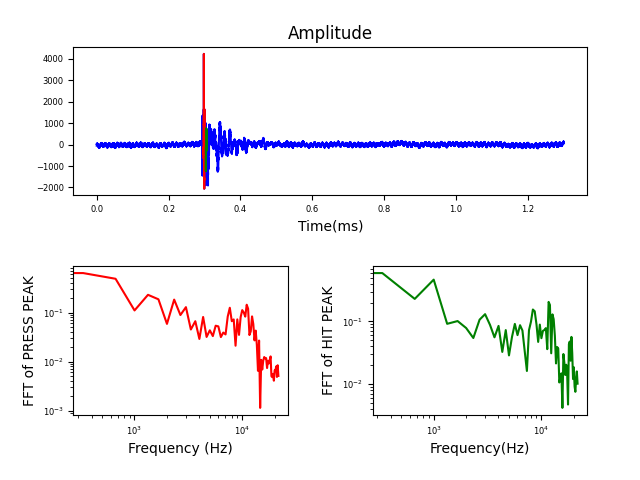 Amplitude
4000
3000
2000
1000
0
−1000
−2000
0.0 0.2 0.4 0.6 0.8 1.0 1.2
Time(ms)
FFT of PRESS PEAK
10⁻¹
10⁻²
10⁻³
10³ 10⁴
Frequency (Hz)
FFT of HIT PEAK
10⁻¹
10⁻²
10³ 10⁴
Frequency(Hz)